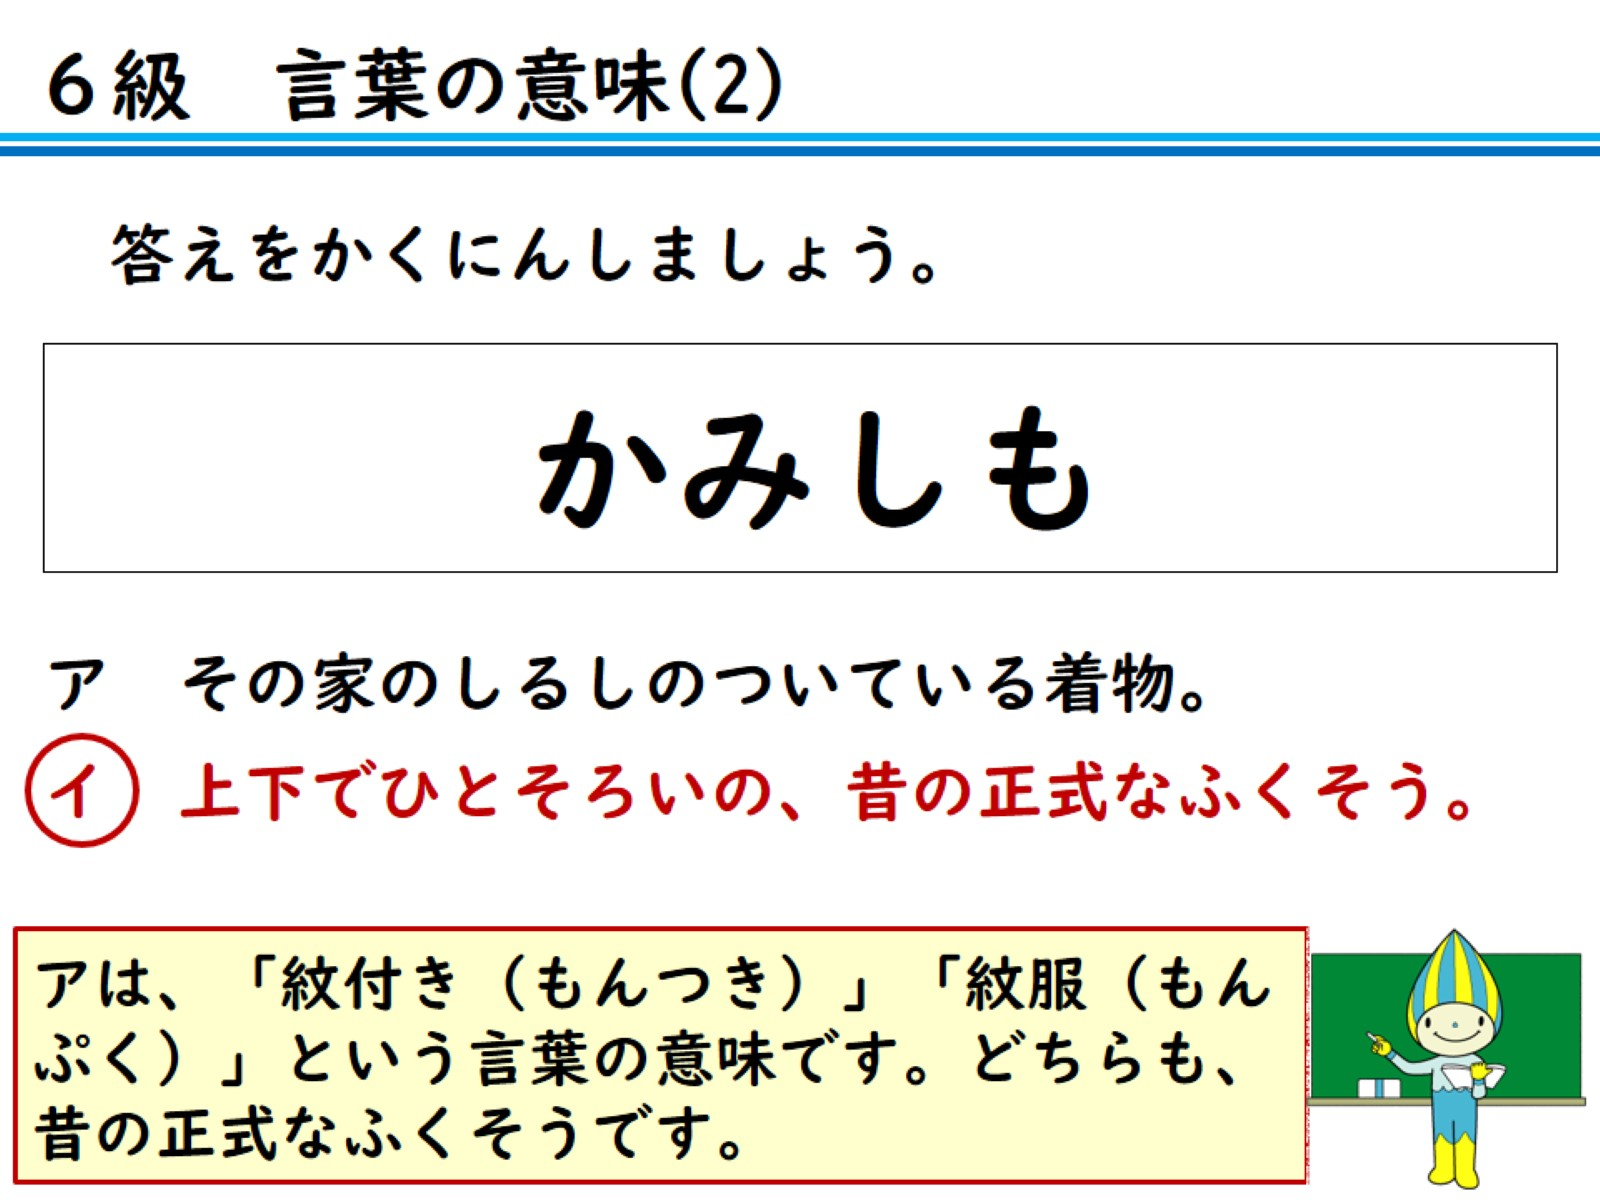 ６級　言葉の意味(2)
答えをかくにんしましょう。
かみしも
ア　その家のしるしのついている着物。
イ　上下でひとそろいの、昔の正式なふくそう。
アは、「紋付き（もんつき）」「紋服（もん
ぷく）」という言葉の意味です。どちらも、
昔の正式なふくそうです。